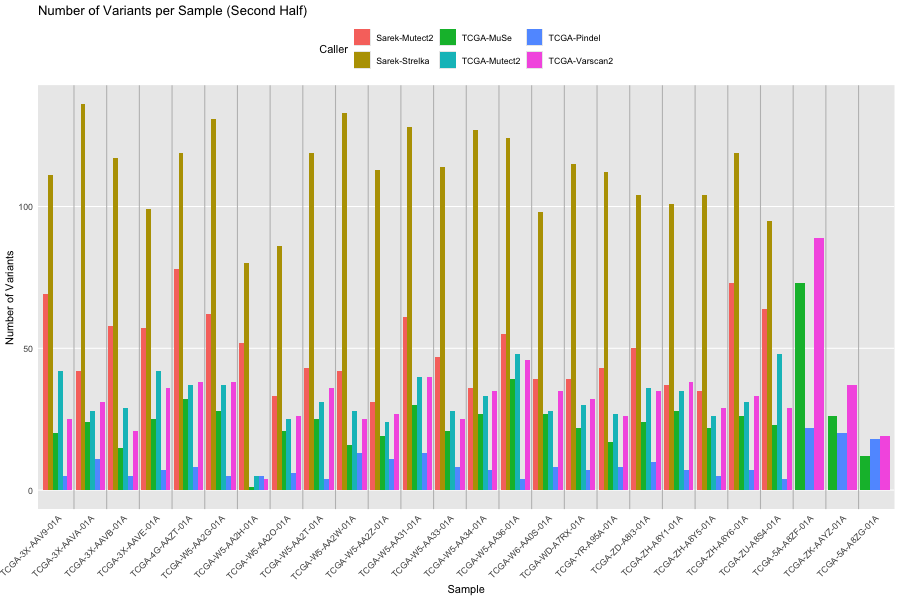 Number of Variants per Sample (Second Half)
Caller
Sarek-Mutect2
TCGA-MuSe
TCGA-Pindel
Sarek-Strelka
TCGA-Mutect2
TCGA-Varscan2
Number of Variants
100
50
0
TCGA-3X-AAV9-01A
TCGA-3X-AAVA-01A
TCGA-3X-AAVB-01A
TCGA-3X-AAVE-01A
TCGA-4G-AAZT-01A
TCGA-W5-AA2G-01A
TCGA-W5-AA2H-01A
TCGA-W5-AA2O-01A
TCGA-W5-AA2T-01A
TCGA-W5-AA2W-01A
TCGA-W5-AA2Z-01A
TCGA-W5-AA31-01A
TCGA-W5-AA33-01A
TCGA-W5-AA34-01A
TCGA-W5-AA36-01A
TCGA-W6-AA0S-01A
TCGA-WD-A7RX-01A
TCGA-YR-A95A-01A
TCGA-ZD-A8I3-01A
TCGA-ZH-A8Y1-01A
TCGA-ZH-A8Y5-01A
TCGA-ZH-A8Y6-01A
TCGA-ZU-A8S4-01A
TCGA-5A-A8ZF-01A
TCGA-ZK-AAYZ-01A
TCGA-5A-A8ZG-01A
Sample